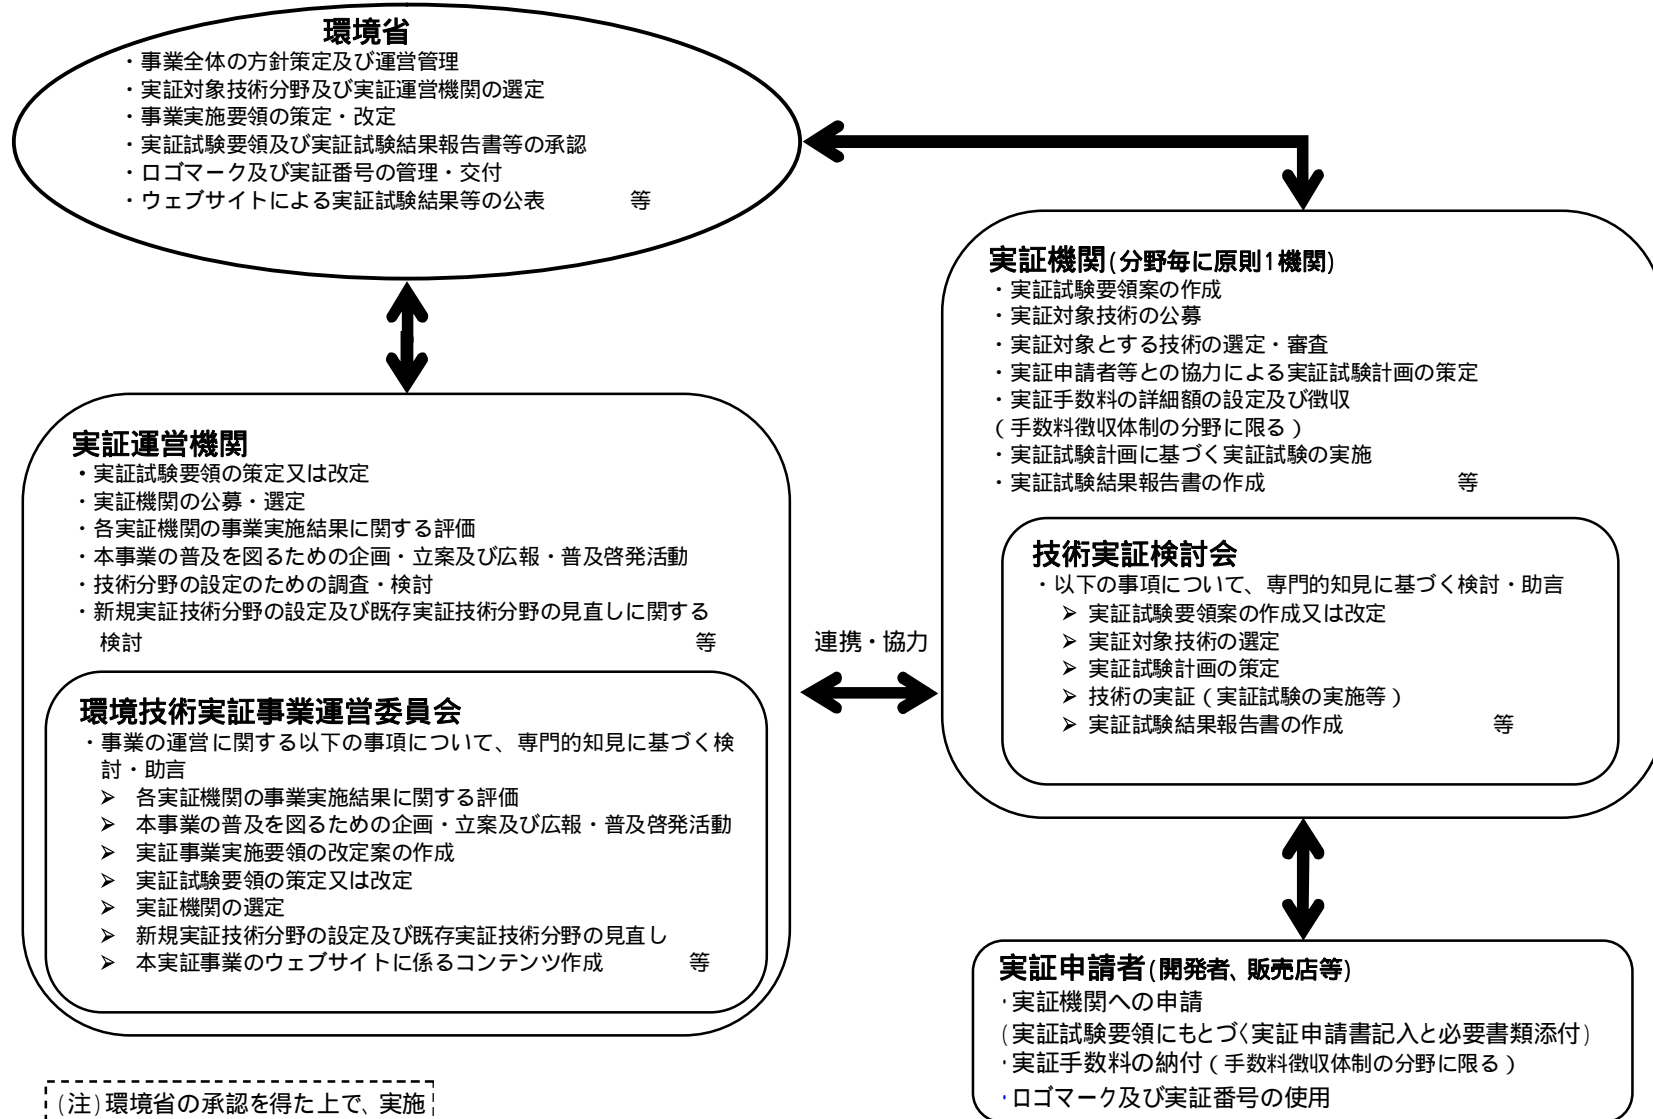 環境省
・事業全体の方針策定及び運営管理
・実証対象技術分野及び実証運営機関の選定
・事業実施要領の策定・改定
・実証試験要領及び実証試験結果報告書等の承認
・ロゴマーク及び実証番号の管理・交付
・ウェブサイトによる実証試験結果等の公表 等
実証運営機関
・実証試験要領の策定又は改定
・実証機関の公募・選定
・各実証機関の事業実施結果に関する評価
・本事業の普及を図るための企画・立案及び広報・普及啓発活動
・技術分野の設定のための調査・検討
・新規実証技術分野の設定及び既存実証技術分野の見直しに関する
検討 等
環境技術実証事業運営委員会
・事業の運営に関する以下の事項について、専門的知見に基づく検
討・助言
➢ 各実証機関の事業実施結果に関する評価
➢ 本事業の普及を図るための企画・立案及び広報・普及啓発活動
➢ 実証事業実施要領の改定案の作成
➢ 実証試験要領の策定又は改定
➢ 実証機関の選定
➢ 新規実証技術分野の設定及び既存実証技術分野の見直し
➢ 本実証事業のウェブサイトに係るコンテンツ作成 等
(注)環境省の承認を得た上で、実施
連携・協力
実証機関(分野毎に原則1機関)
・実証試験要領案の作成
・実証対象技術の公募
・実証対象とする技術の選定・審査
・実証申請者等との協力による実証試験計画の策定
・実証手数料の詳細額の設定及び徴収
(手数料徴収体制の分野に限る)
・実証試験計画に基づく実証試験の実施
・実証試験結果報告書の作成 等
技術実証検討会
・以下の事項について、専門的知見に基づく検討・助言
➢ 実証試験要領案の作成又は改定
➢ 実証対象技術の選定
➢ 実証試験計画の策定
➢ 技術の実証(実証試験の実施等)
➢ 実証試験結果報告書の作成 等
実証申請者(開発者、販売店等)
・実証機関への申請
(実証試験要領にもとづく実証申請書記入と必要書類添付)
・実証手数料の納付(手数料徴収体制の分野に限る)
・ロゴマーク及び実証番号の使用